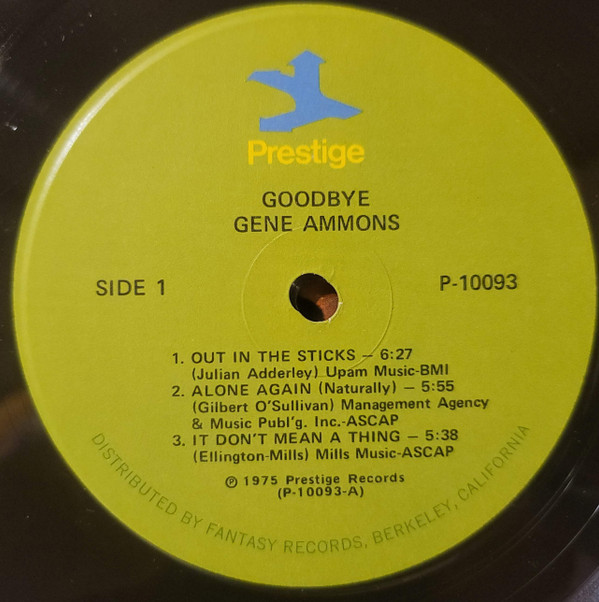 Prestige
GOODBYE
GENE AMMONS
SIDE 1
P-10093
1. OUT IN THE STICKS — 6:27
(Julian Adderley) Upam Music-BMI
2. ALONE AGAIN (Naturally) — 5:55
(Gilbert O'Sullivan) Management Agency
& Music Publ'g. Inc.-ASCAP
3. IT DON'T MEAN A THING — 5:38
(Ellington-Mills) Mills Music-ASCAP
℗ 1975 Prestige Records
(P-10093-A)
DISTRIBUTED BY FANTASY RECORDS, BERKELEY, CALIFORNIA